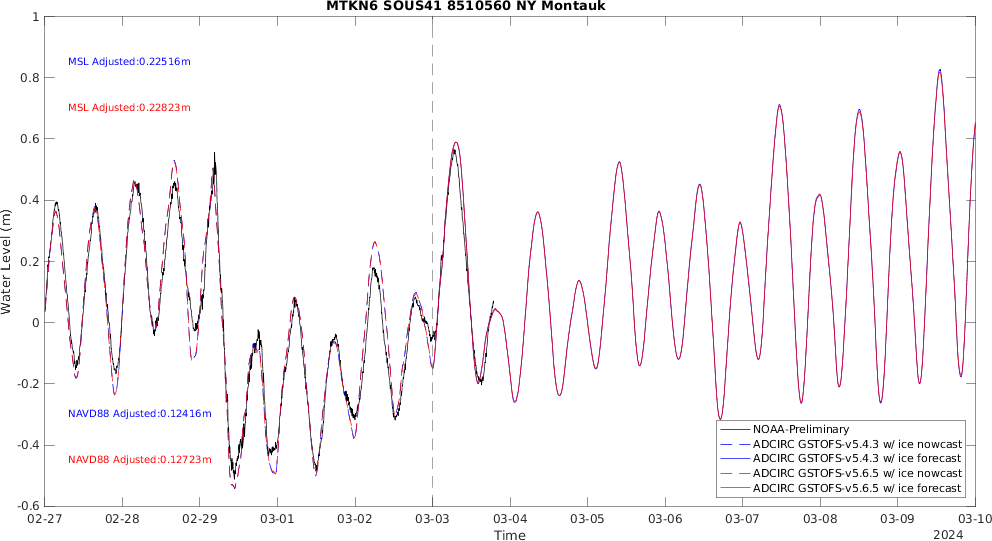 MTKN6 SOUS41 8510560 NY Montauk
1
0.8
0.6
0.4
0.2
0
-0.2
-0.4
-0.6
Water Level (m)
MSL Adjusted:0.22516m
MSL Adjusted:0.22823m
NAVD88 Adjusted:0.12416m
NAVD88 Adjusted:0.12723m
NOAA-Preliminary
ADCIRC GSTOFS-v5.4.3 w/ ice nowcast
ADCIRC GSTOFS-v5.4.3 w/ ice forecast
ADCIRC GSTOFS-v5.6.5 w/ ice nowcast
ADCIRC GSTOFS-v5.6.5 w/ ice forecast
02-27 02-28 02-29 03-01 03-02 03-03 03-04 03-05 03-06 03-07 03-08 03-09 03-10
Time
2024